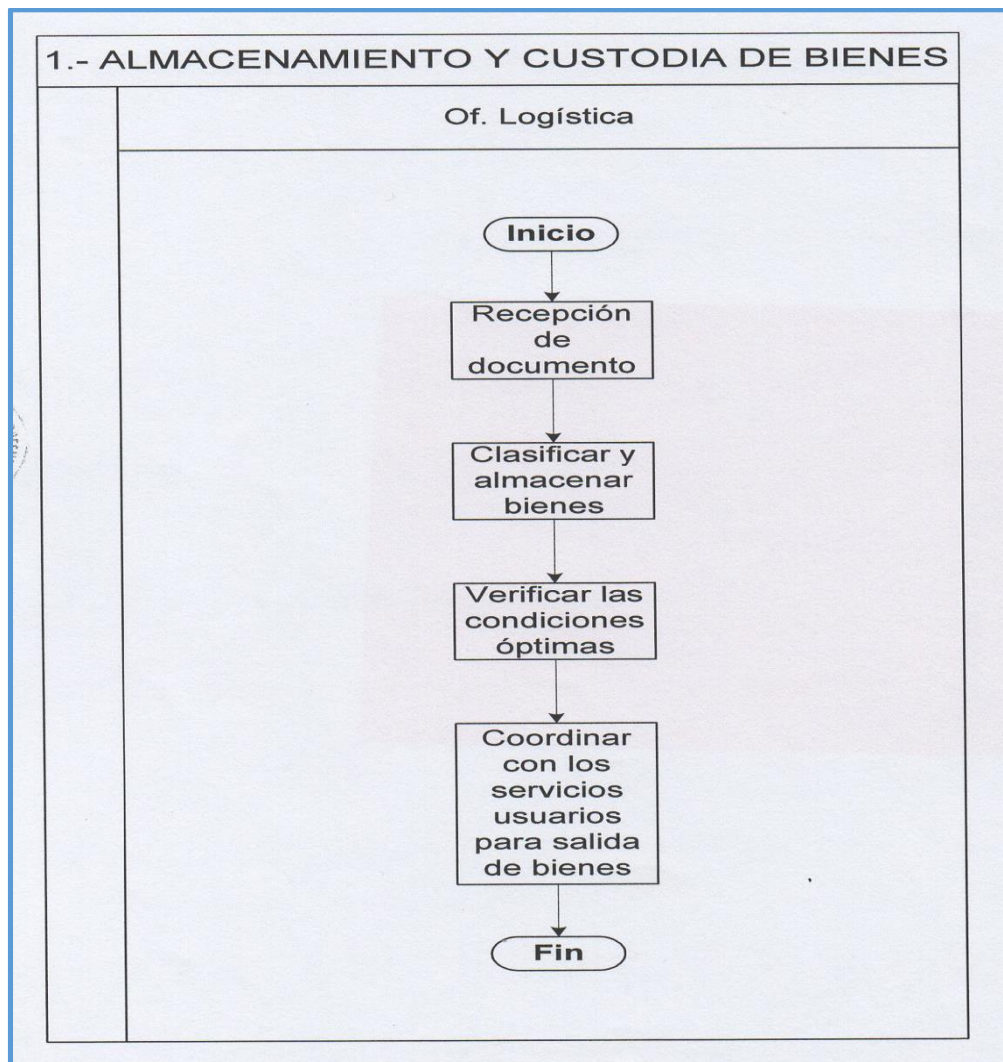 1.- ALMACENAMIENTO Y CUSTODIA DE BIENES
Of. Logística
Inicio
Recepción
de
documento
Clasificar y
almacenar
bienes
Verificar las
condiciones
óptimas
Coordinar
con los
servicios
usuarios
para salida
de bienes
Fin